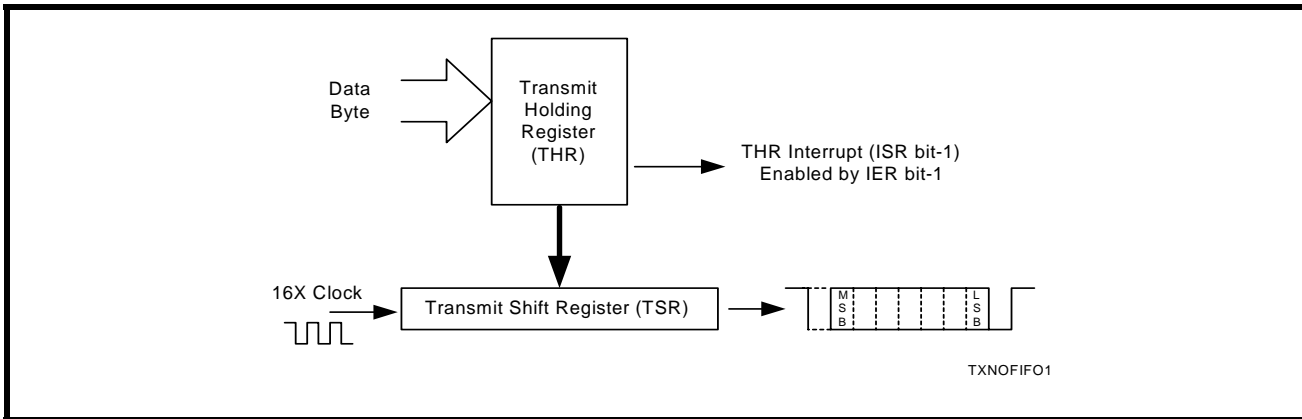 Data
Byte
Transmit
Holding
Register
(THR)
THR Interrupt (ISR bit-1)
Enabled by IER bit-1
16X Clock
Transmit Shift Register (TSR)
M
S
B
L
S
B
TXNOFIFO1